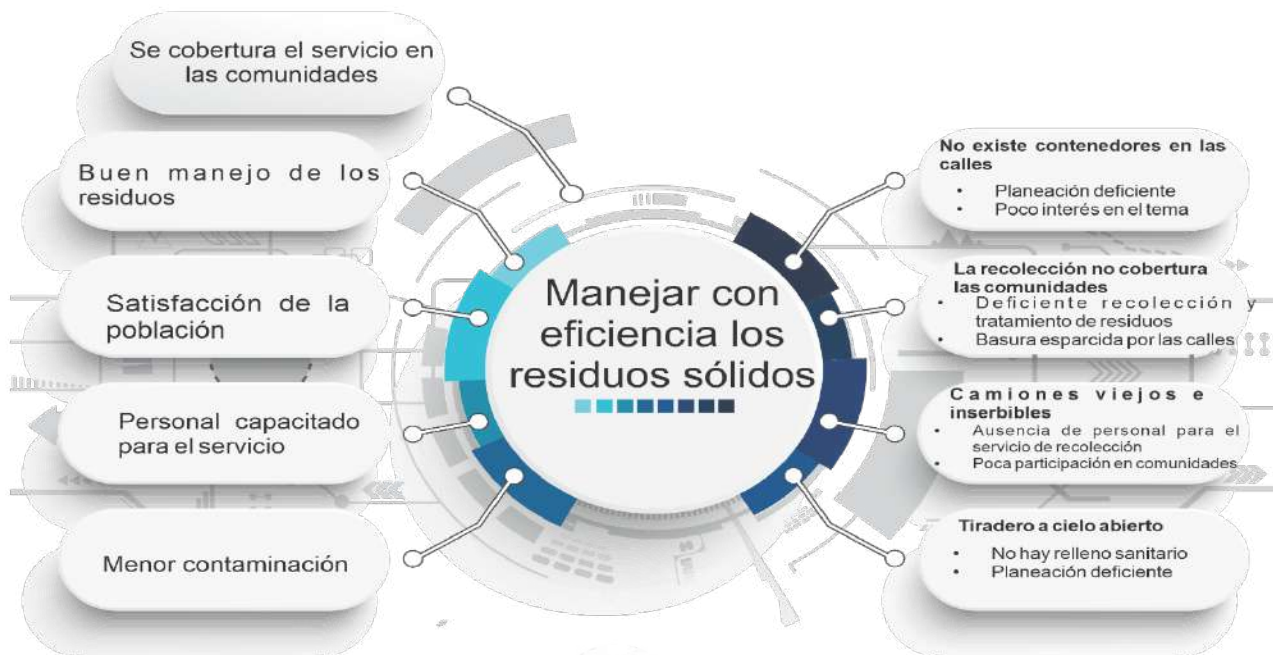 Se cobertura el servicio en
las comunidades
Buen manejo de los
residuos
Satisfacción de la
población
Personal capacitado
para el servicio
Menor contaminación
Manejar con
eficiencia los
residuos sólidos
No existe contenedores en las
calles
• Planeación deficiente
• Poco interés en el tema
La recolección no cobertura
las comunidades
• Deficiente recolección y
tratamiento de residuos
• Basura esparcida por las calles
Camiones viejos e
inserbibles
• Ausencia de personal para el
servicio de recolección
• Poca participación en comunidades
Tiradero a cielo abierto
• No hay relleno sanitario
• Planeación deficiente